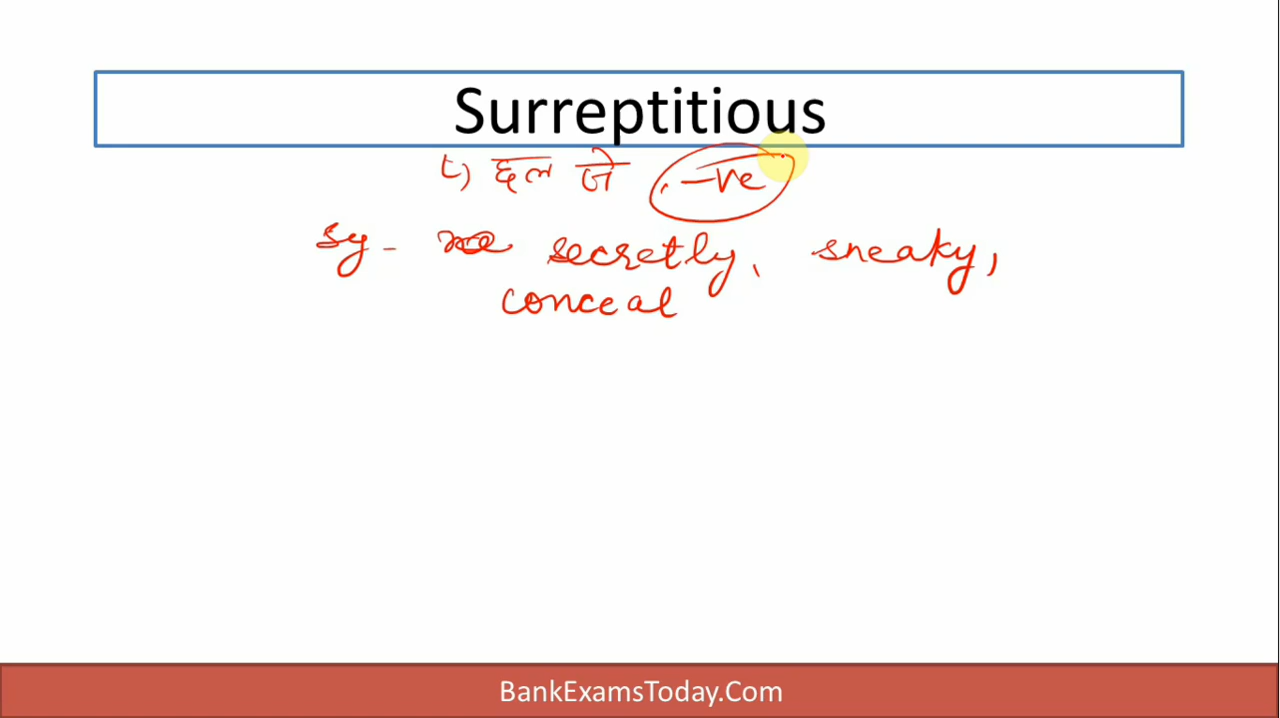 Surreptitious
छल से -ve
Sy - secretly, sneaky,
conceal
BankExamsToday.Com